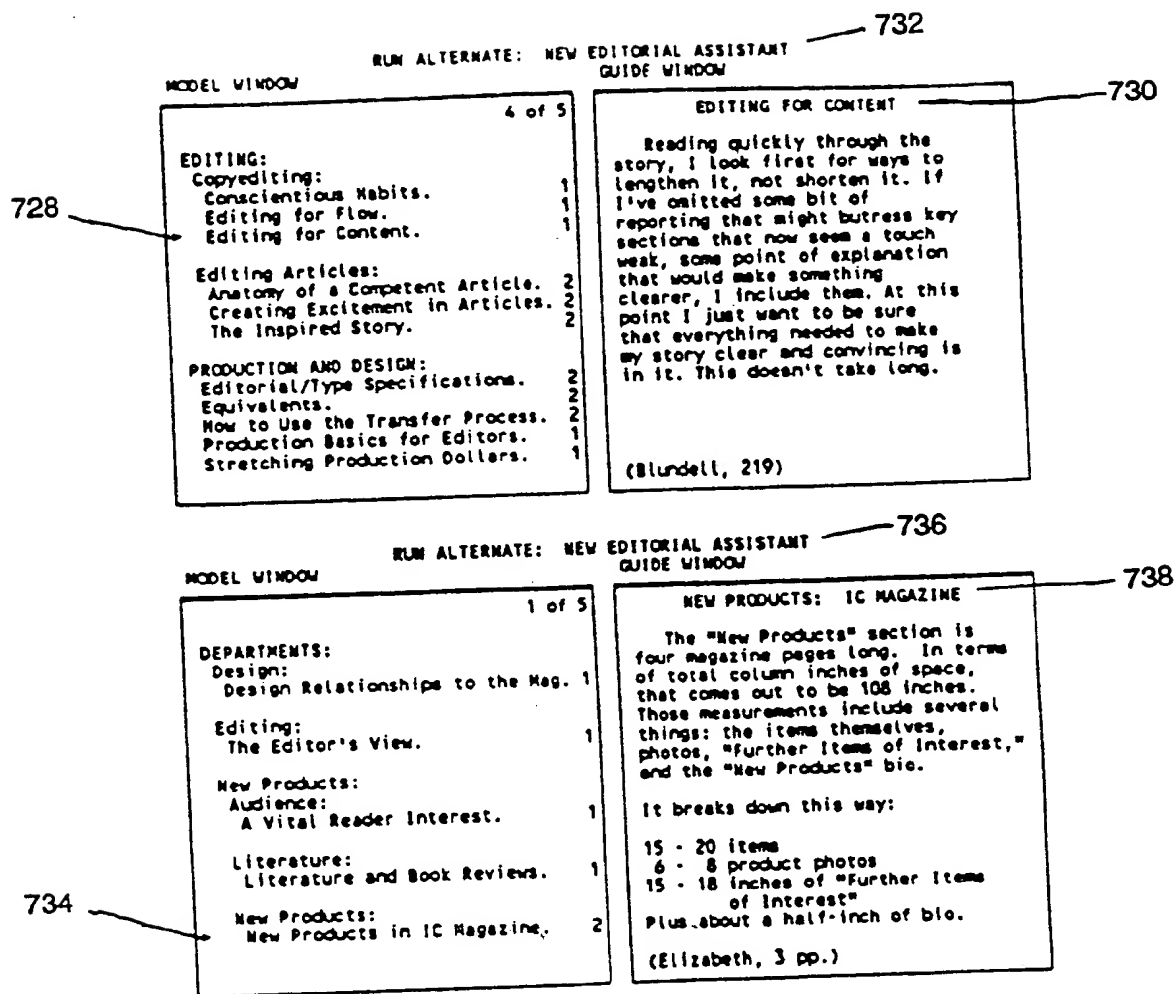 732
RUN ALTERNATE: NEW EDITORIAL ASSISTANT
MODEL WINDOW
GUIDE WINDOW
4 of 5
EDITING:
Copyediting:
Conscientious Habits. 1
Editing for Flow. 1
728
Editing for Content. 1
Editing Articles:
Anatomy of a Competent Article. 2
Creating Excitement in Articles. 2
The Inspired Story. 2
PRODUCTION AND DESIGN:
Editorial/Type Specifications. 2
Equivalents. 2
How to Use the Transfer Process. 2
Production Basics for Editors. 1
Stretching Production Dollars. 1
EDITING FOR CONTENT
730
Reading quickly through the
story, I look first for ways to
lengthen it, not shorten it. If
I've omitted some bit of
reporting that might butress key
sections that now seem a touch
weak, some point of explanation
that would make something
clearer, I include them. At this
point I just want to be sure
that everything needed to make
my story clear and convincing is
in it. This doesn't take long.
(Blundell, 219)
736
RUN ALTERNATE: NEW EDITORIAL ASSISTANT
MODEL WINDOW
GUIDE WINDOW
1 of 5
DEPARTMENTS:
Design:
Design Relationships to the Mag. 1
Editing:
The Editor's View. 1
New Products:
Audience:
A Vital Reader Interest. 1
Literature:
Literature and Book Reviews. 1
734
New Products:
New Products in IC Magazine. 2
NEW PRODUCTS: IC MAGAZINE
738
The "New Products" section is
four magazine pages long. In terms
of total column inches of space,
that comes out to be 108 inches.
Those measurements include several
things: the items themselves,
photos, "Further Items of Interest,"
and the "New Products" bio.
It breaks down this way:
15 - 20 items
6 - 8 product photos
15 - 18 inches of "Further Items
of Interest"
Plus about a half-inch of bio.
(Elizabeth, 3 pp.)